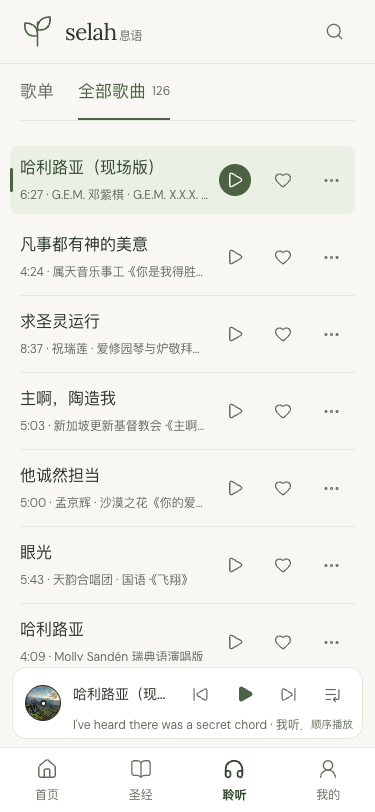 selah 息语
歌单 全部歌曲 126
哈利路亚（现场版）
6:27 · G.E.M. 邓紫棋 · G.E.M. X.X.X. ...
凡事都有神的美意
4:24 · 属天音乐事工 《你是我得胜...
求圣灵运行
8:37 · 祝瑞莲 · 爱修园琴与炉敬拜...
主啊，陶造我
5:03 · 新加坡更新基督教会 《主啊...
他诚然担当
5:00 · 孟京辉 · 沙漠之花 《你的爱...
眼光
5:43 · 天韵合唱团 · 国语 《飞翔》
哈利路亚
4:09 · Molly Sandén 瑞典语演唱版
哈利路亚（现...
I've heard there was a secret chord · 我听. 顺序播放
首页 圣经 聆听 我的